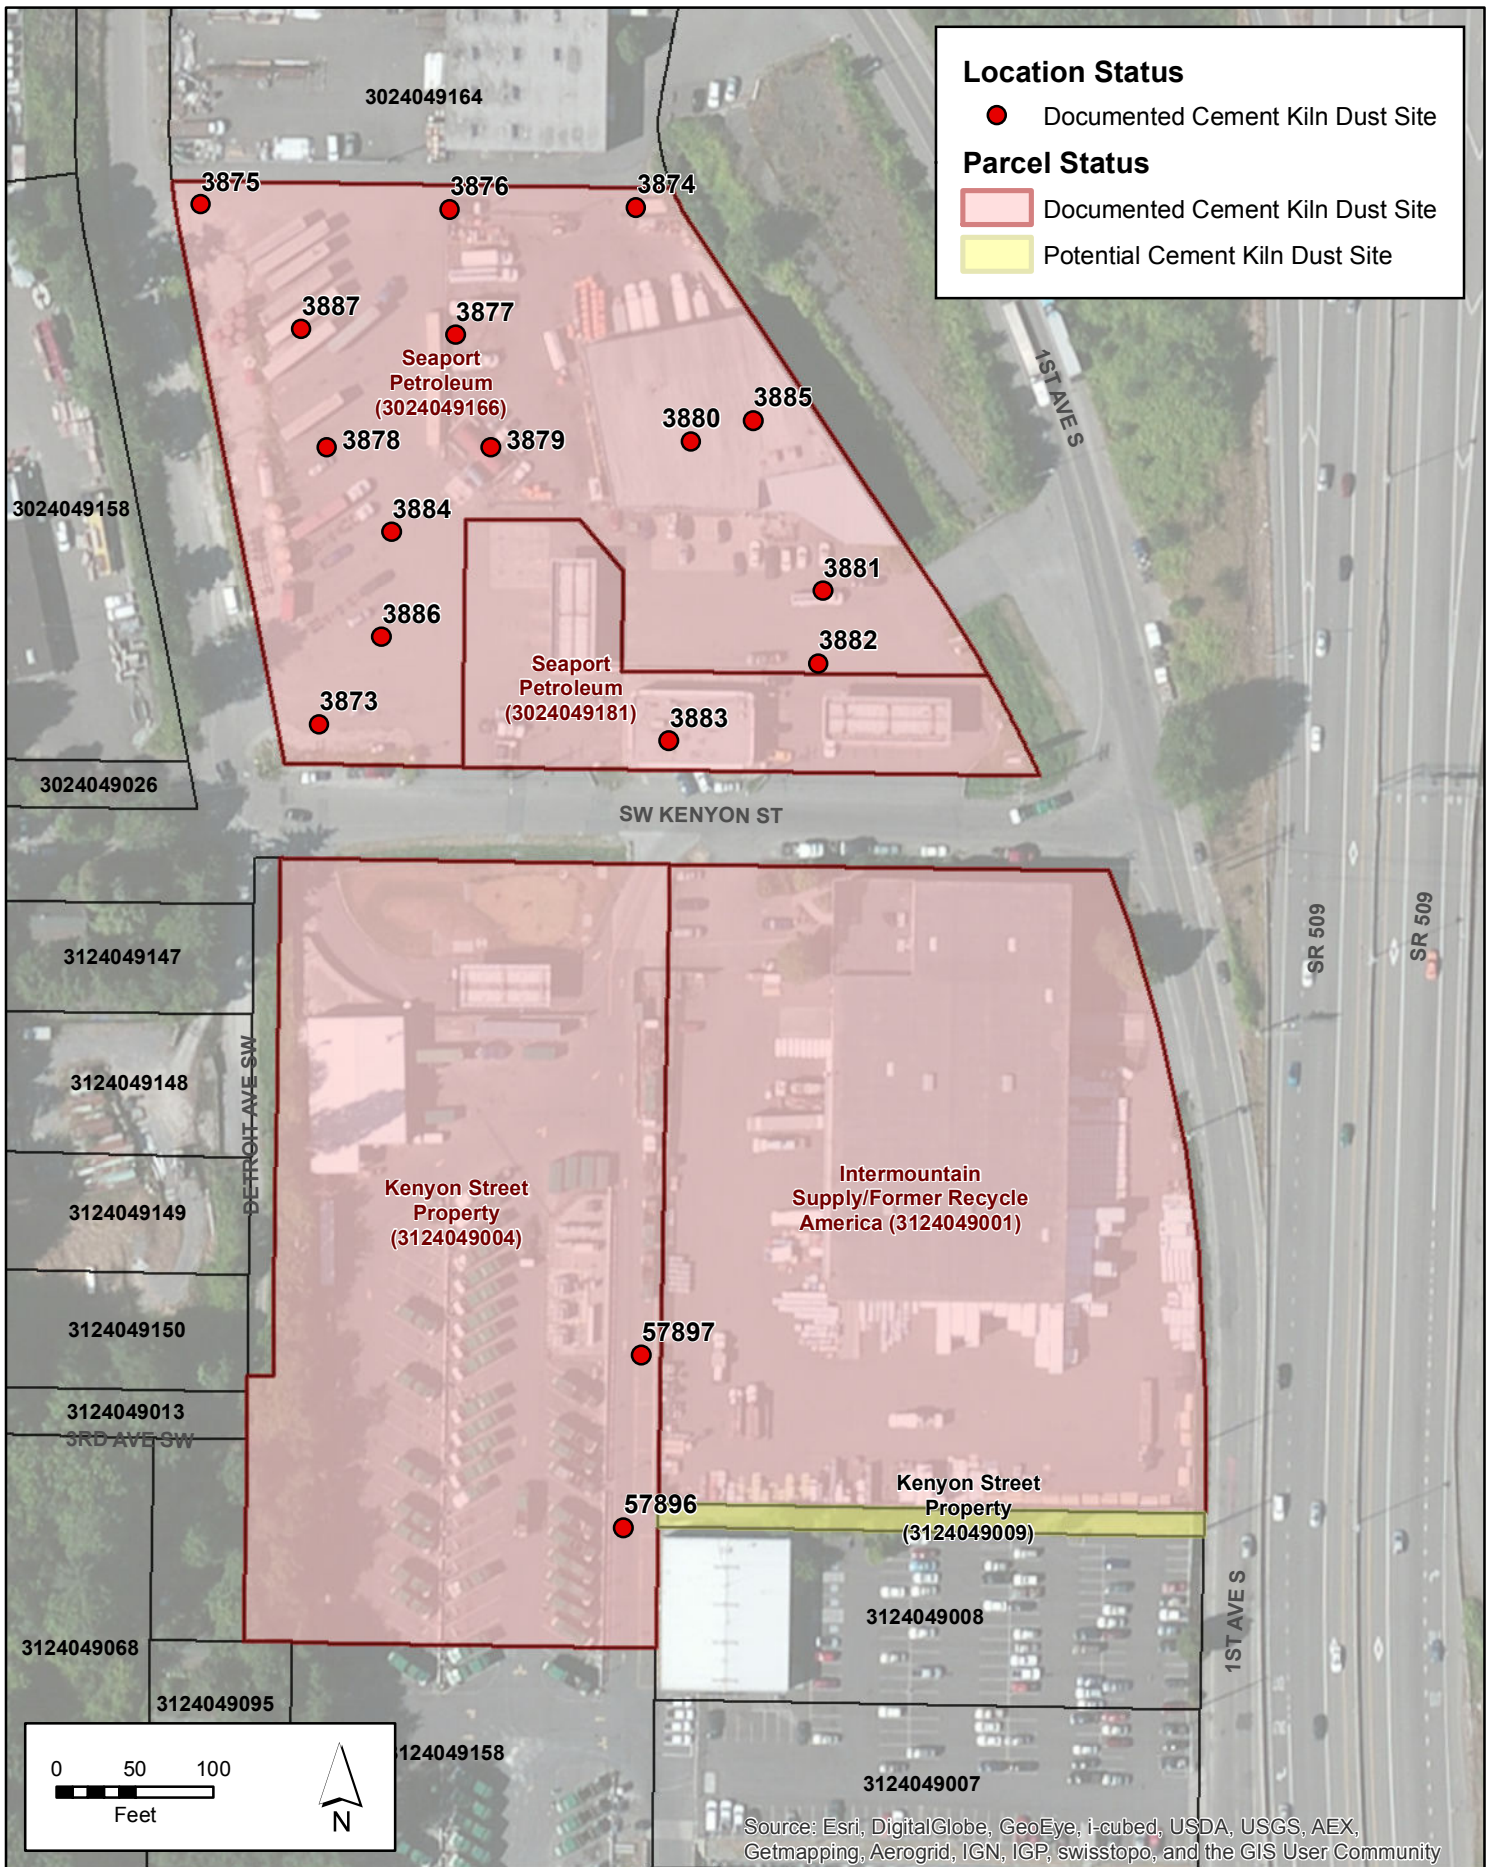 Location Status
Documented Cement Kiln Dust Site
Parcel Status
Documented Cement Kiln Dust Site
Potential Cement Kiln Dust Site
3024049164
3875
3876
3874
3887
3877
Seaport
Petroleum
(3024049166)
3885
3880
3878
3879
1ST AVE S
3024049158
3884
3881
3886
3882
Seaport
Petroleum
(3024049181)
3873
3883
3024049026
SW KENYON ST
3124049147
SR 509
SR 509
3124049148
DETROIT AVE SW
Kenyon Street
Property
(3124049004)
Intermountain
Supply/Former Recycle
America (3124049001)
3124049149
3124049150
57897
3124049013
3RD AVE SW
57896
Kenyon Street
Property
(3124049009)
3124049008
1ST AVE S
3124049068
3124049095
3124049158
3124049007
0 50 100
Feet
N
Source: Esri, DigitalGlobe, GeoEye, i-cubed, USDA, USGS, AEX,
Getmapping, Aerogrid, IGN, IGP, swisstopo, and the GIS User Community